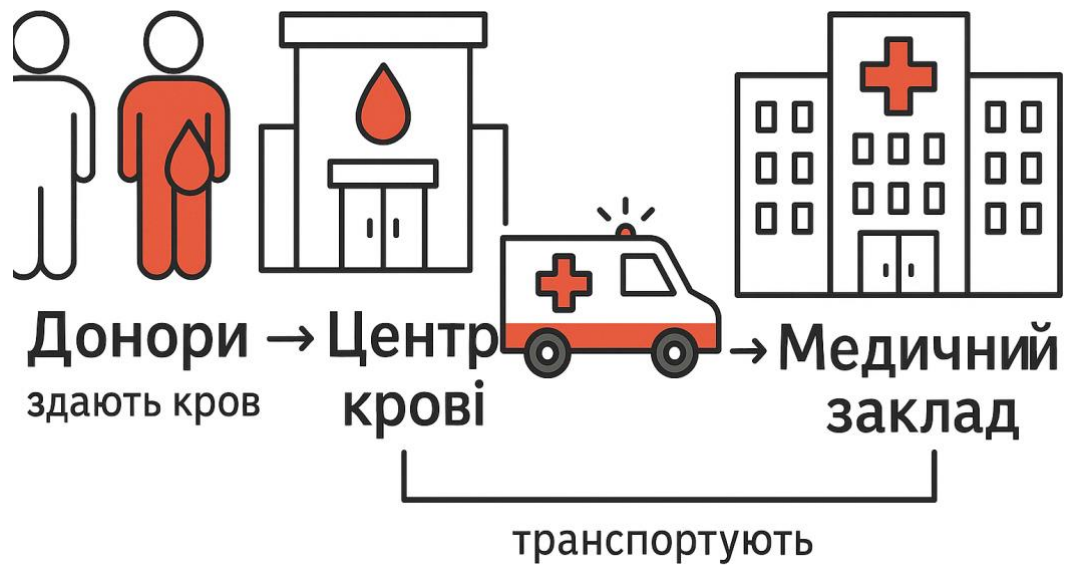 Донори → Центр → Медичний
здають кров крові заклад
транспортують